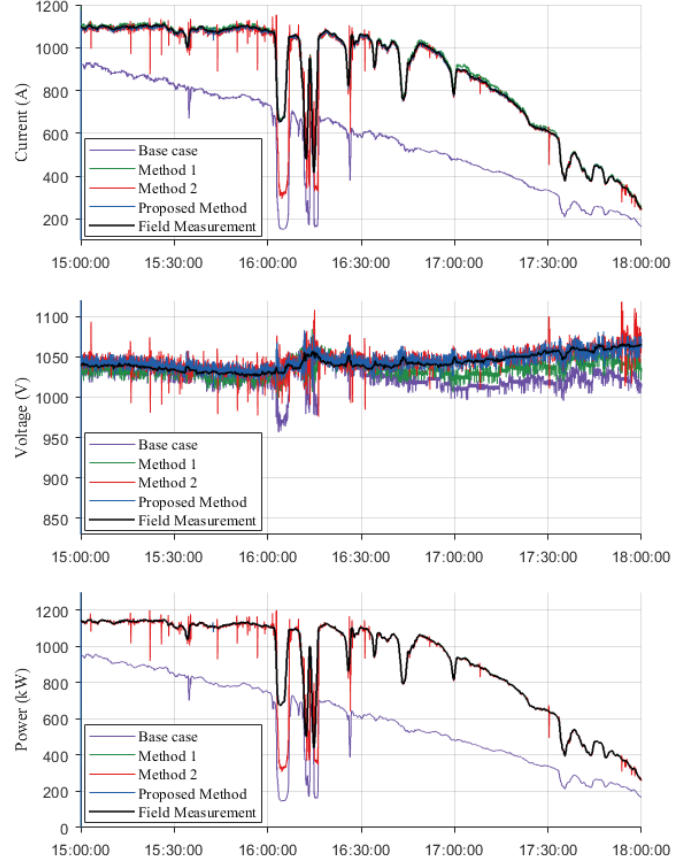 1200
1000
800
600
400
200
Current (A)
Base case
Method 1
Method 2
Proposed Method
Field Measurement
15:00:00 15:30:00 16:00:00 16:30:00 17:00:00 17:30:00 18:00:00
1100
1050
1000
950
900
850
Voltage (V)
Base case
Method 1
Method 2
Proposed Method
Field Measurement
15:00:00 15:30:00 16:00:00 16:30:00 17:00:00 17:30:00 18:00:00
1200
1000
800
600
400
200
0
Power (kW)
Base case
Method 1
Method 2
Proposed Method
Field Measurement
15:00:00 15:30:00 16:00:00 16:30:00 17:00:00 17:30:00 18:00:00